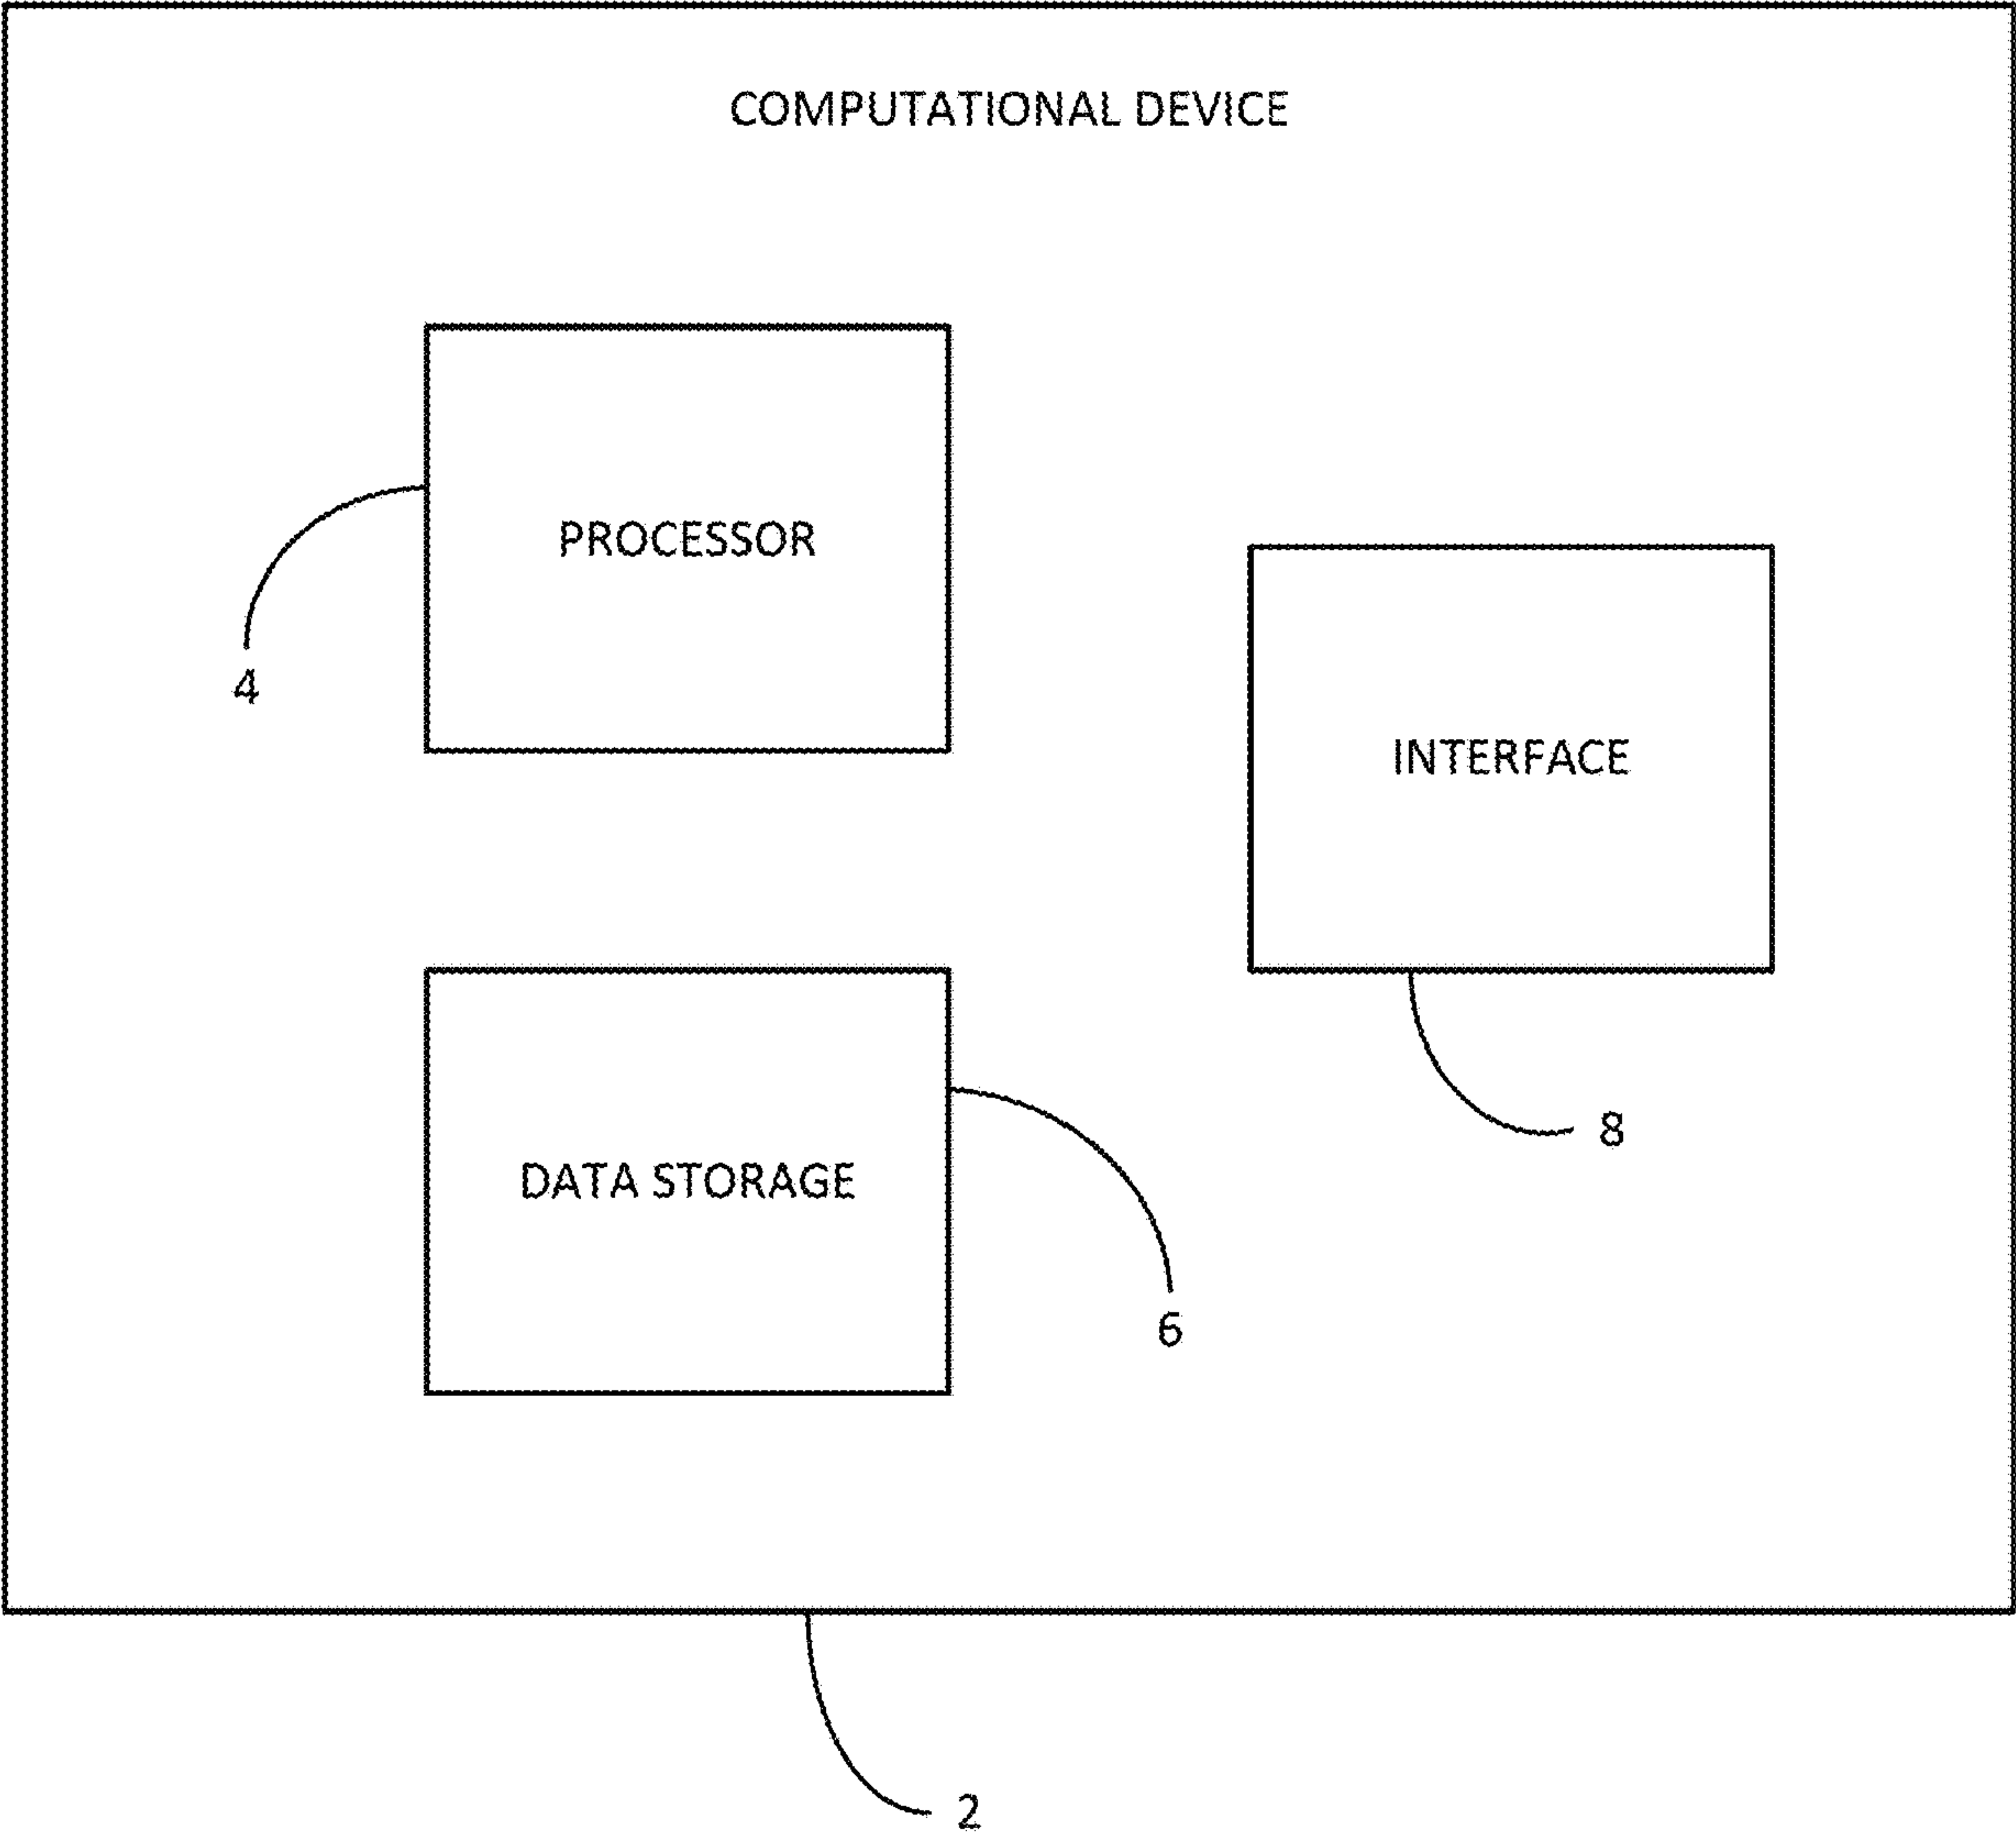 COMPUTATIONAL DEVICE
PROCESSOR
4
INTERFACE
8
DATA STORAGE
6
2